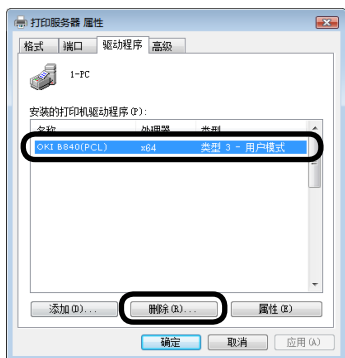 打印服务器 属性
格式 端口 驱动程序 高级
1-PC
安装的打印机驱动程序(P):
名称 处理器 类型
OKI B840(PCL) x64 类型 3 - 用户模式
添加(D)... 删除(R)... 属性(E)
确定 取消 应用(A)